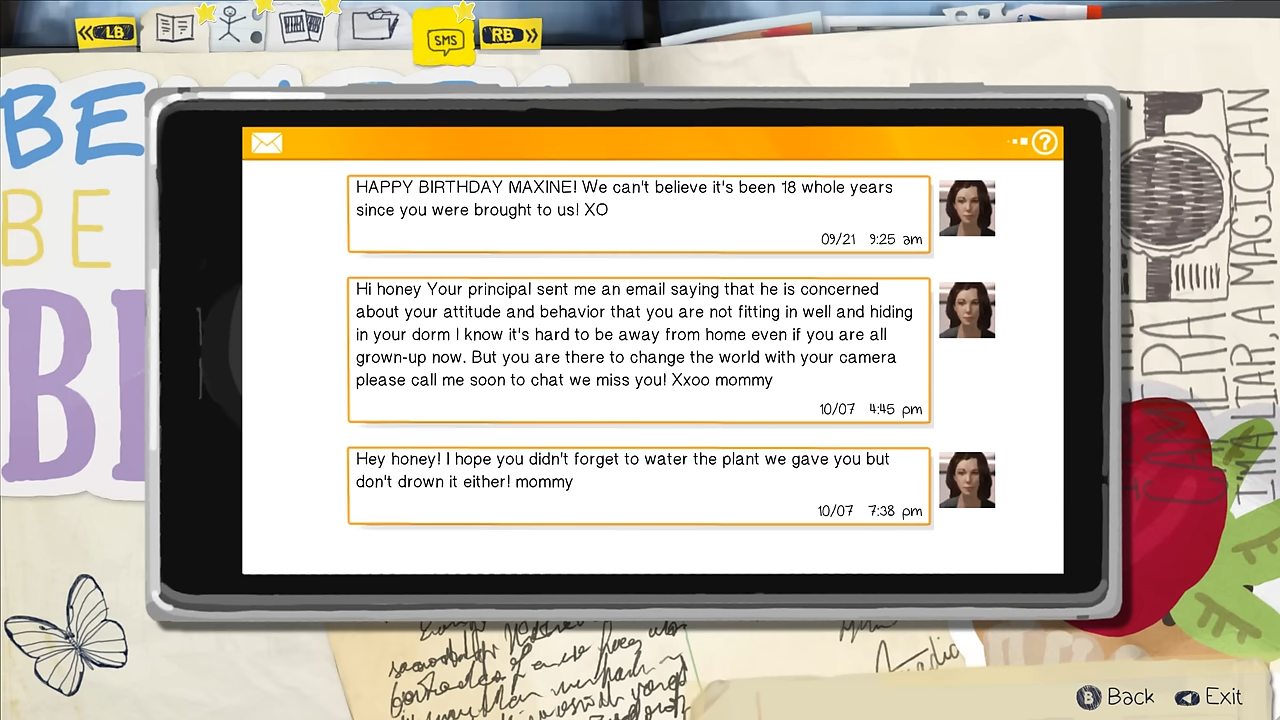 LB
SMS
RB
BE
BE
HAPPY BIRTHDAY MAXINE! We can't believe it's been 18 whole years
since you were brought to us! XO
09/21 9:25 am
Hi honey Your principal sent me an email saying that he is concerned
about your attitude and behavior that you are not fitting in well and hiding
in your dorm I know it's hard to be away from home even if you are all
grown-up now. But you are there to change the world with your camera
please call me soon to chat we miss you! Xxoo mommy
10/07 4:45 pm
Hey honey! I hope you didn't forget to water the plant we gave you but
don't drown it either! mommy
10/07 7:38 pm
B Back
Exit